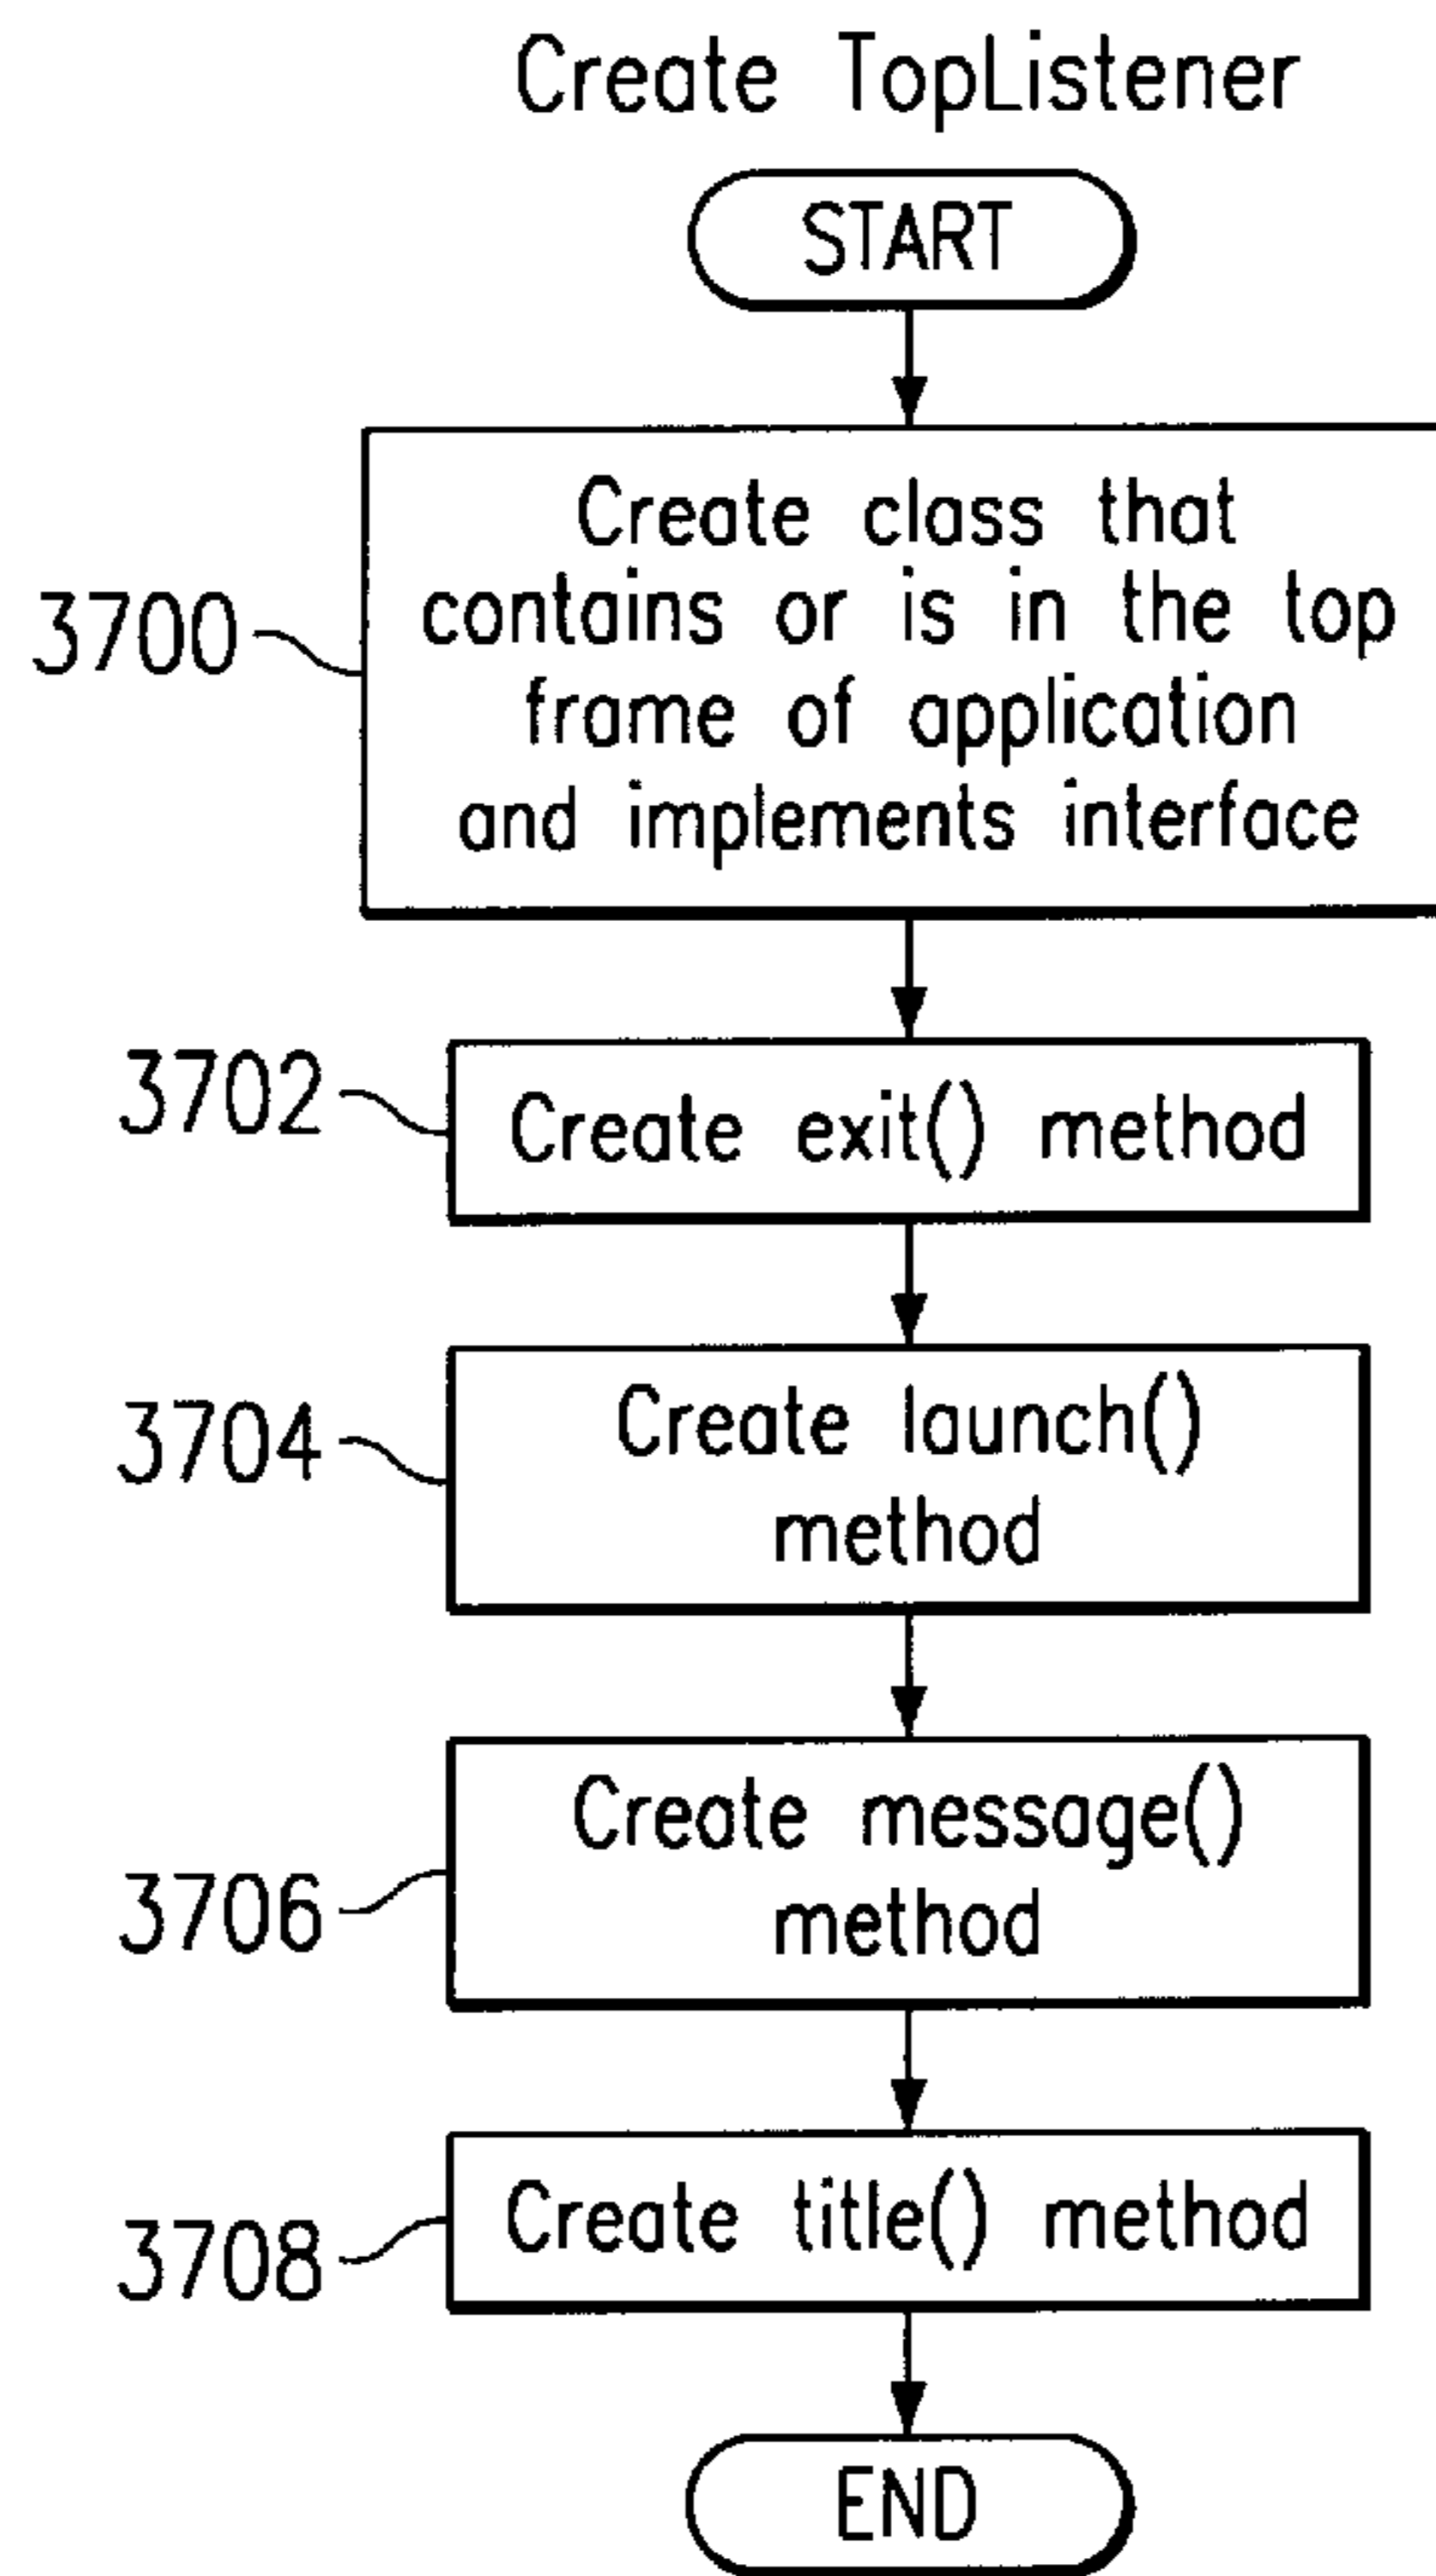 Create TopListener
START
3700
Create class that
contains or is in the top
frame of application
and implements interface
3702
Create exit() method
3704
Create launch()
method
3706
Create message()
method
3708
Create title() method
END